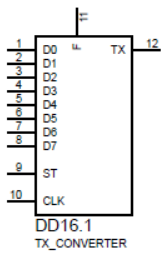 11
1 D0 F TX 12
2 D1
3 D2
4 D3
5 D4
6 D5
7 D6
8 D7
9 ST
10 CLK
DD16.1
TX_CONVERTER